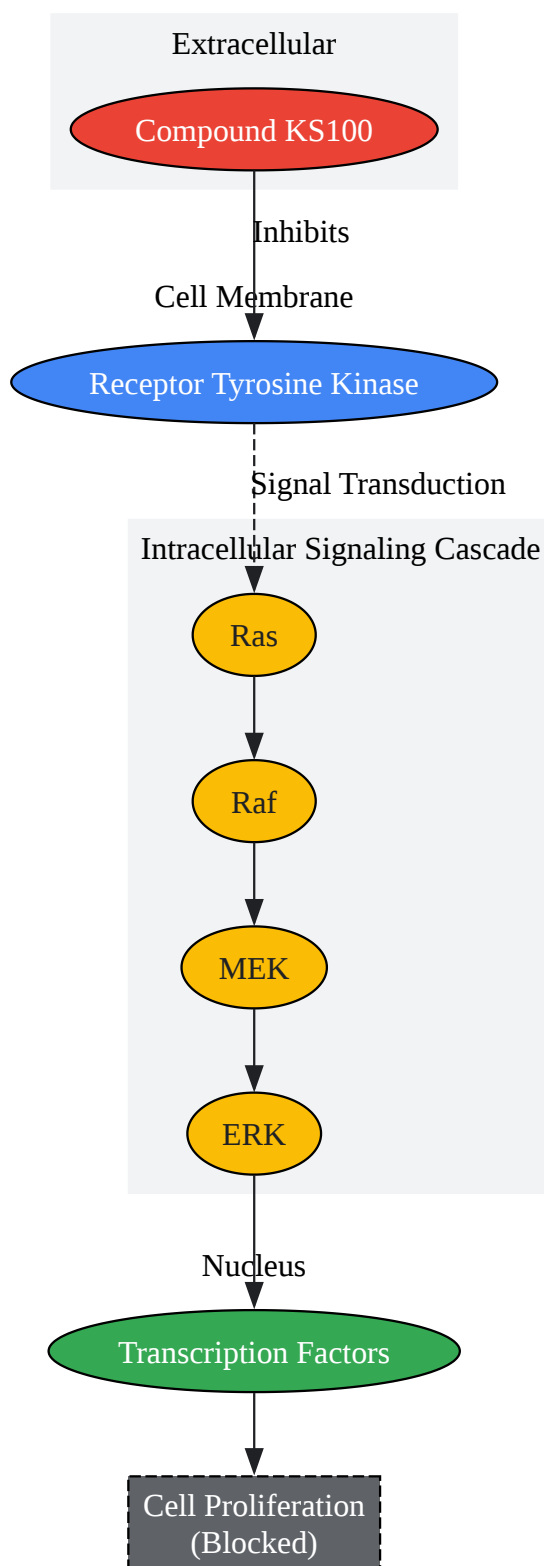 Extracellular
Compound KS100
Inhibits
Cell Membrane
Receptor Tyrosine Kinase
Signal Transduction
Intracellular Signaling Cascade
Ras
Raf
MEK
ERK
Nucleus
Transcription Factors
Cell Proliferation
(Blocked)